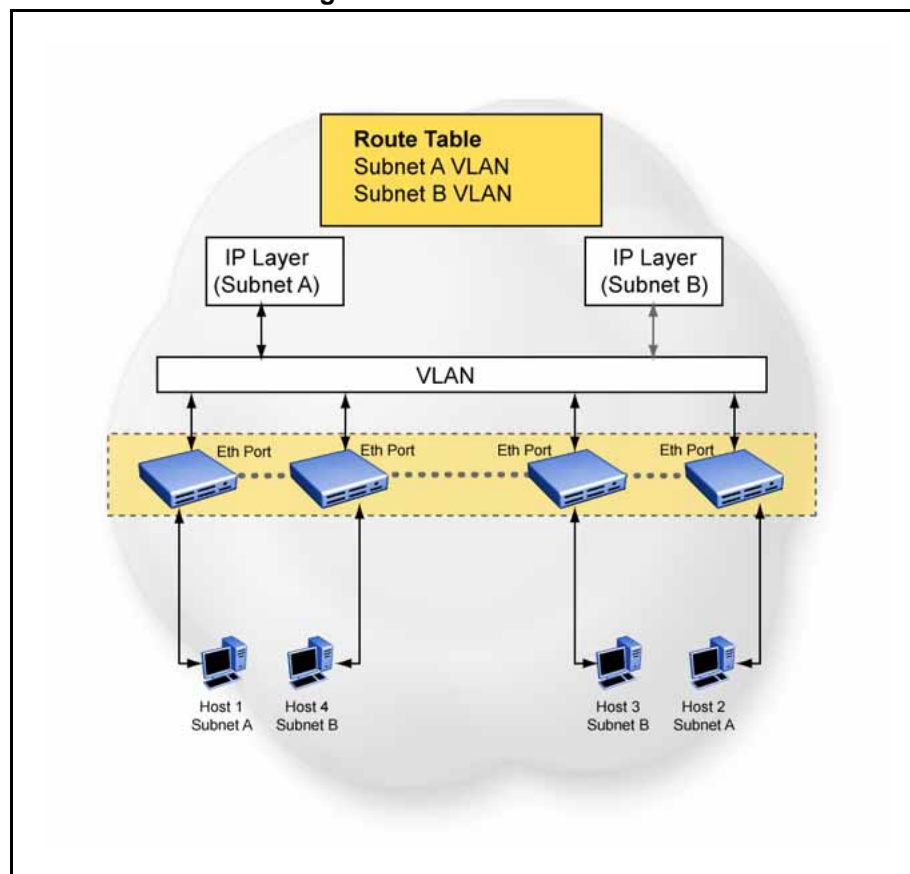 Route Table
Subnet A VLAN
Subnet B VLAN
IP Layer
(Subnet A)
IP Layer
(Subnet B)
VLAN
Eth Port
Eth Port
Eth Port
Eth Port
Host 1
Subnet A
Host 4
Subnet B
Host 3
Subnet B
Host 2
Subnet A